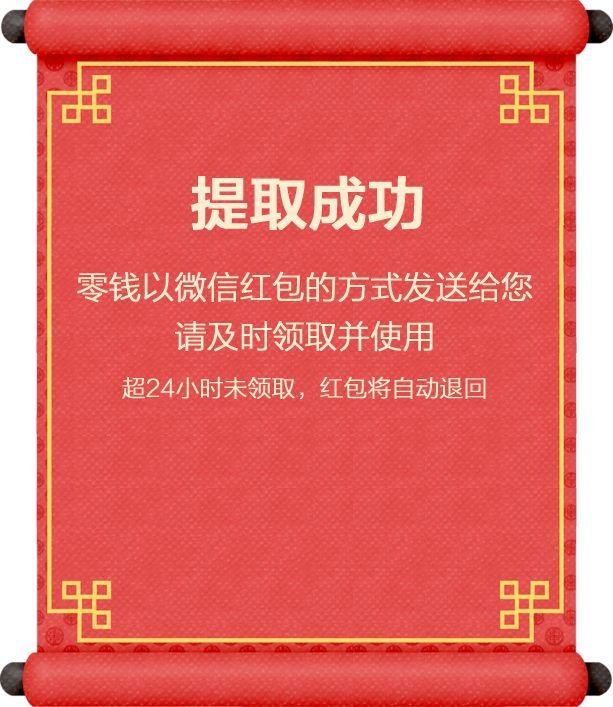 提取成功
零钱以微信红包的方式发送给您
请及时领取并使用
超24小时未领取，红包将自动退回